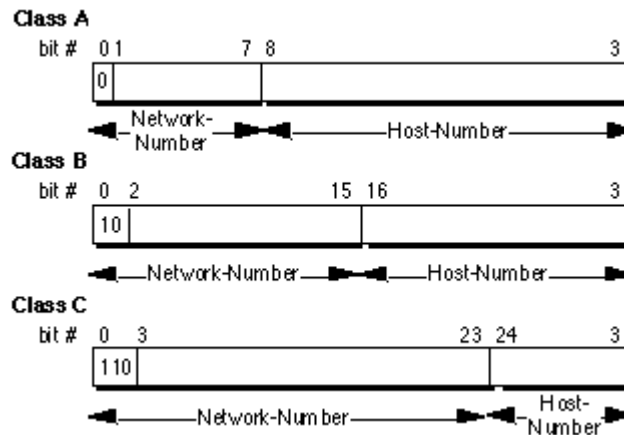 Class A
bit # 0 1 7 8 3
0
Network-Number Host-Number
Class B
bit # 0 2 15 16 3
10
Network-Number Host-Number
Class C
bit # 0 3 23 24 3
110
Network-Number Host-Number